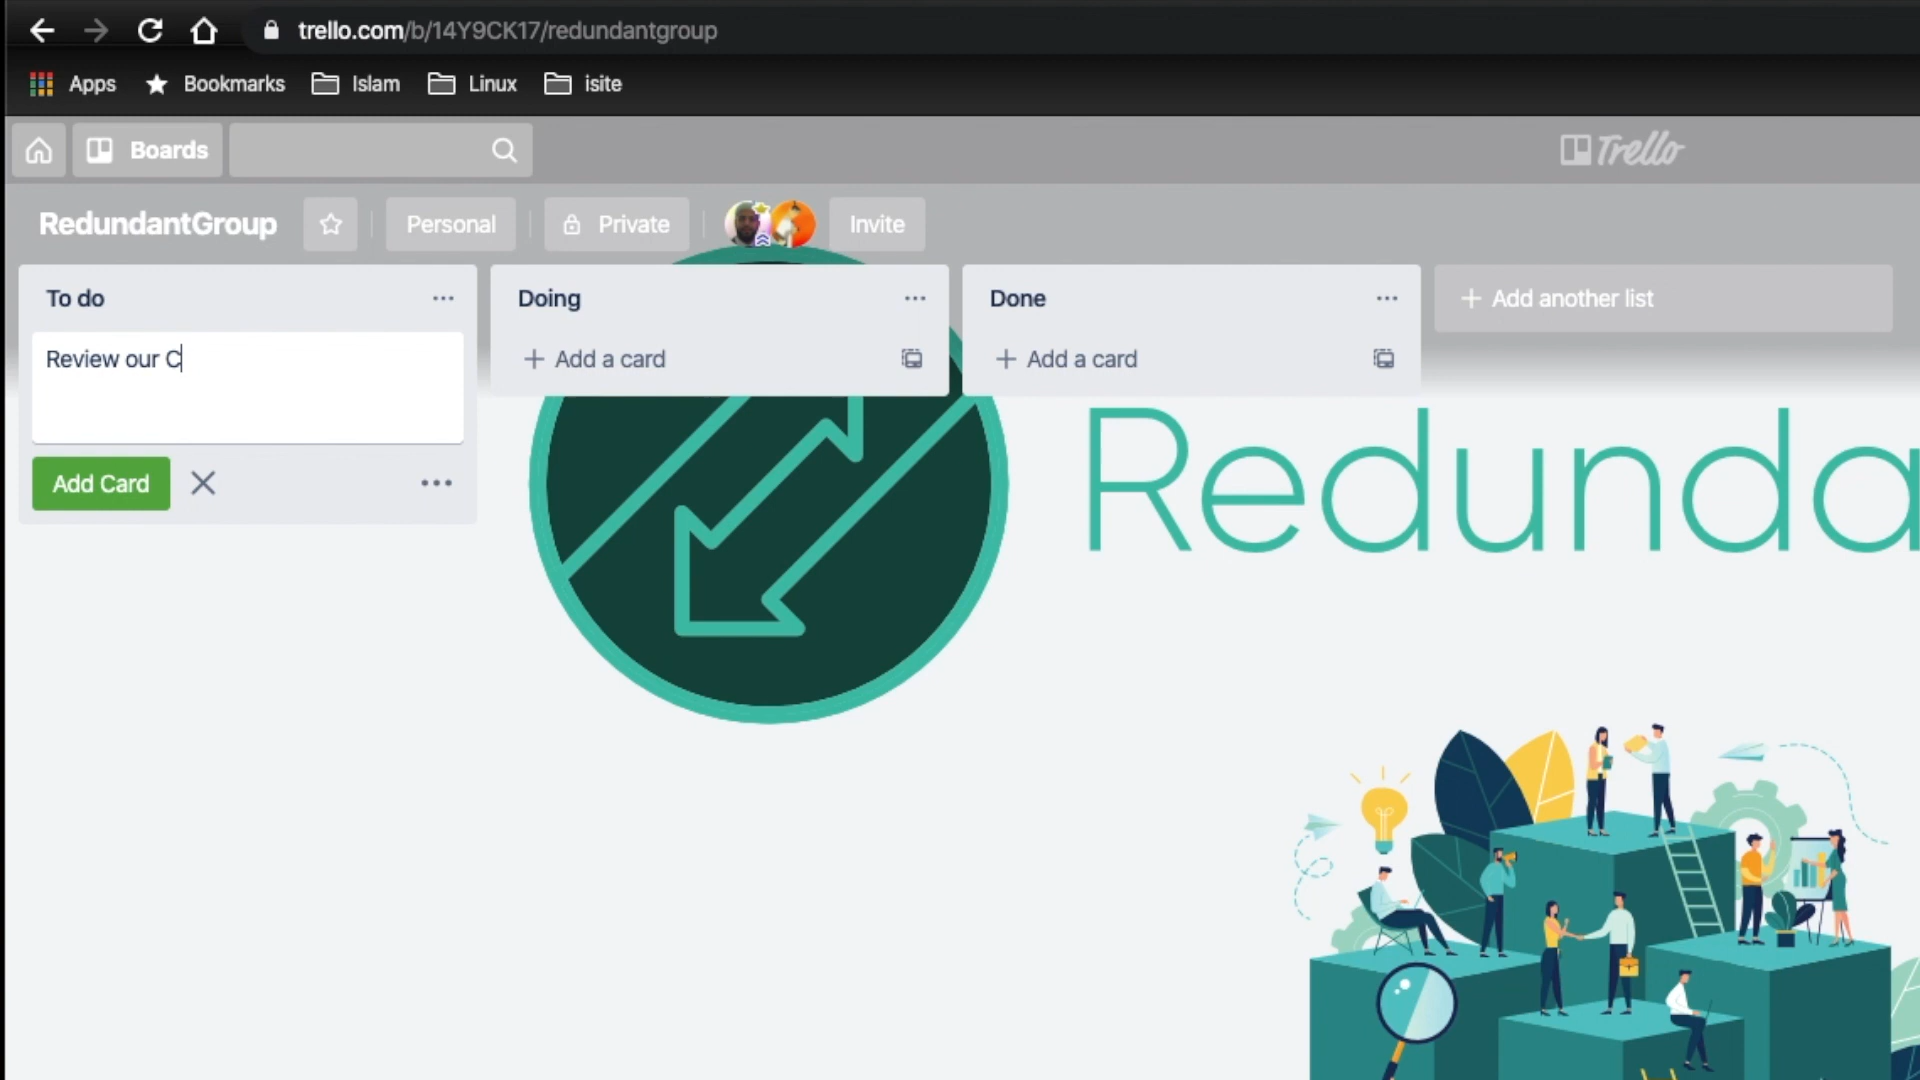 trello.com/b/14Y9CK17/redundantgroup
Apps Bookmarks Islam Linux isite
Boards Trello
RedundantGroup Personal Private Invite
To do Doing Done + Add another list
Review our C + Add a card + Add a card
Add Card
Redunda